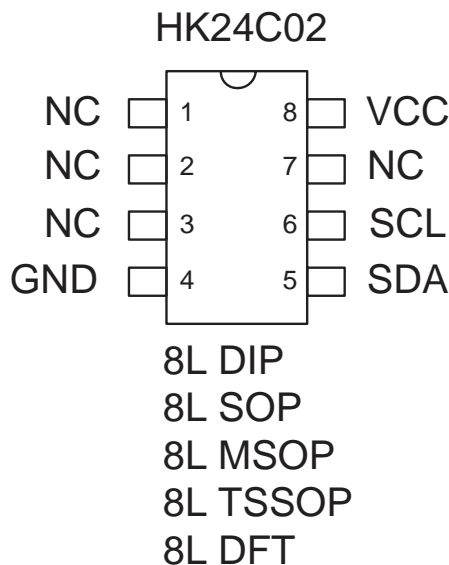 HK24C02
NC 1 8 VCC
NC 2 7 NC
NC 3 6 SCL
GND 4 5 SDA
8L DIP
8L SOP
8L MSOP
8L TSSOP
8L DFT